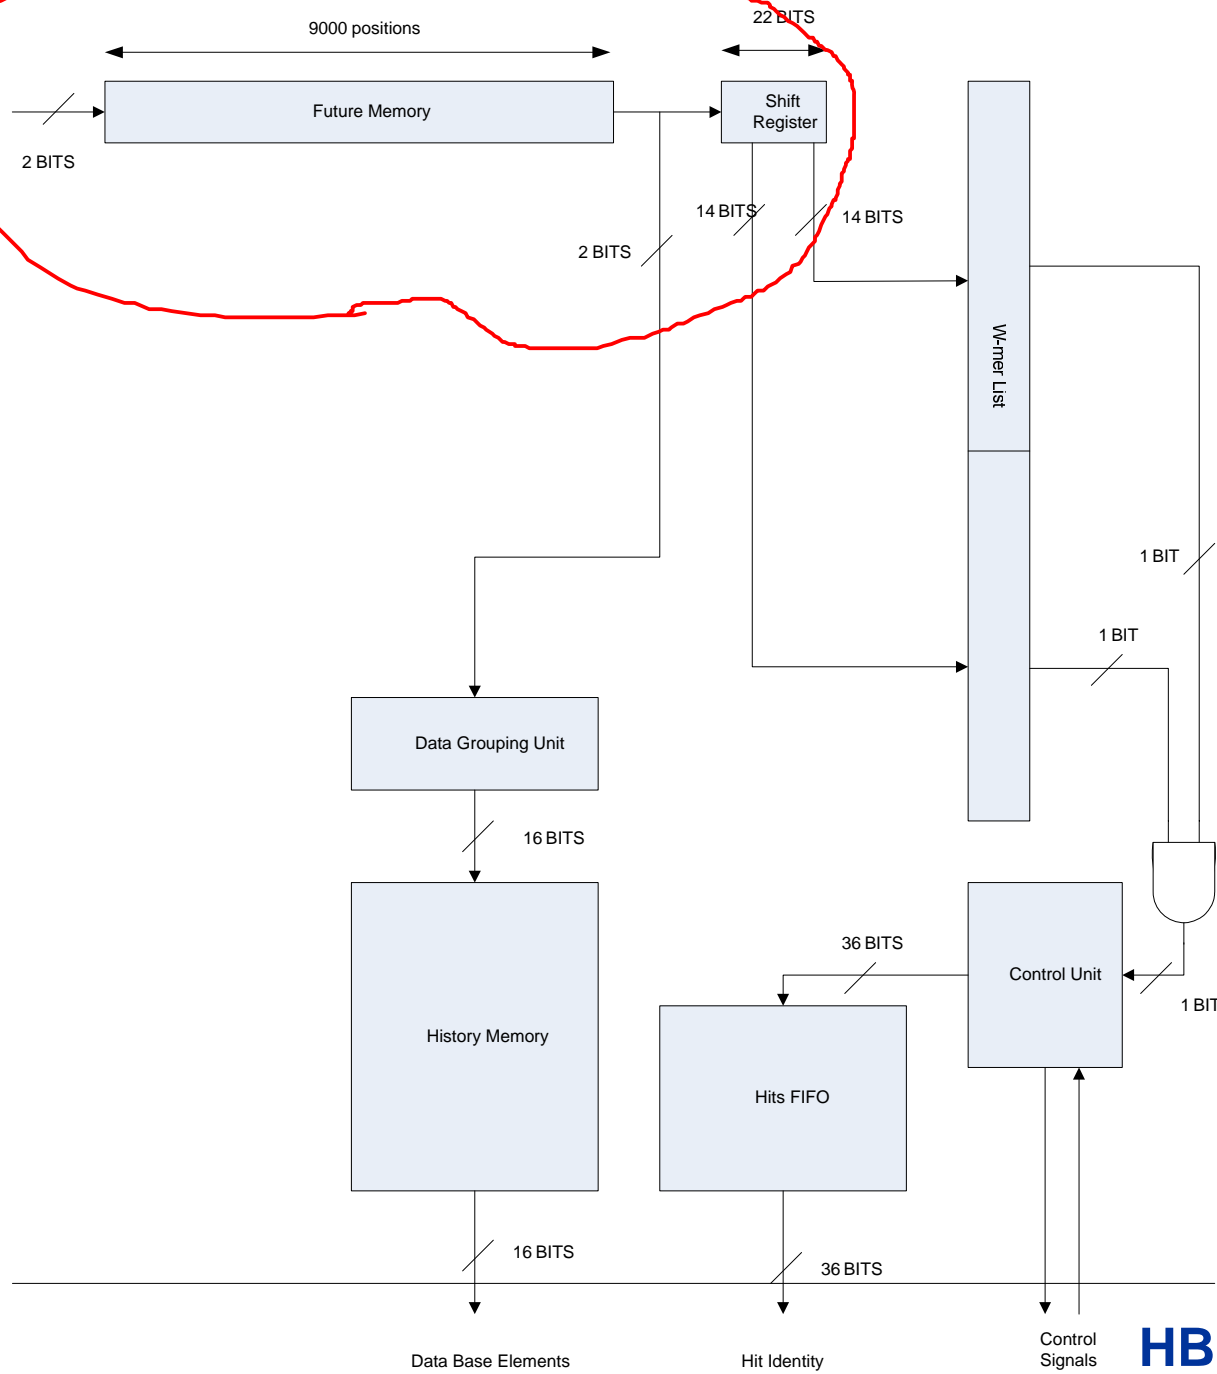 22 BITS
9000 positions
Future Memory
Shift
Register
2 BITS
14 BITS
14 BITS
2 BITS
W-mer List
1 BIT
1 BIT
Data Grouping Unit
16 BITS
36 BITS
Control Unit
1 BIT
History Memory
Hits FIFO
16 BITS
36 BITS
Data Base Elements
Hit Identity
Control
Signals
HB